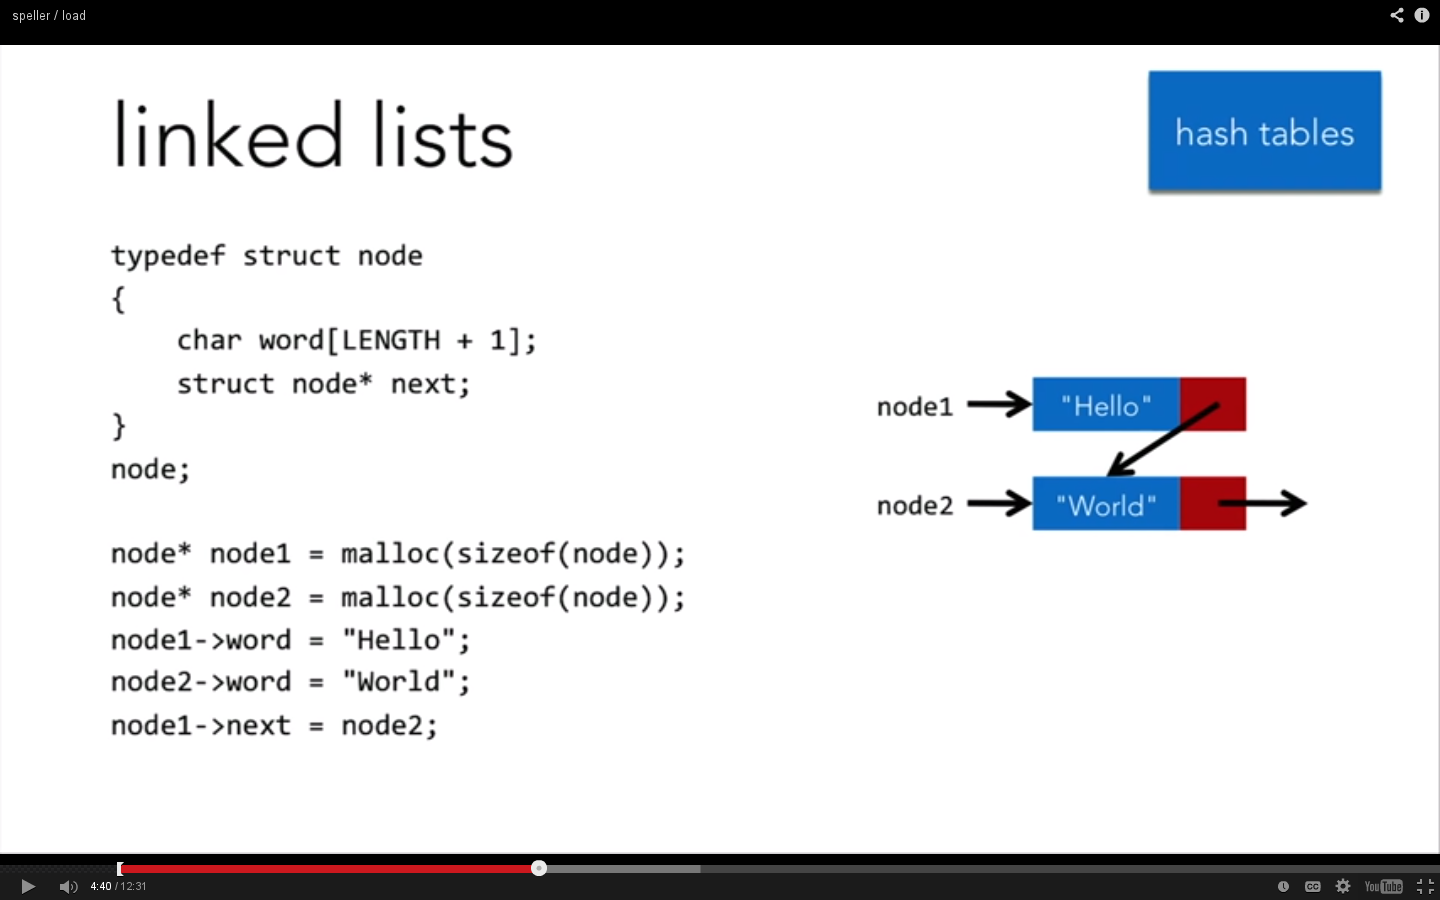 speller / load
linked lists
hash tables
typedef struct node
{
char word[LENGTH + 1];
struct node* next;
}
node;
node1
"Hello"
node2
"World"
node* node1 = malloc(sizeof(node));
node* node2 = malloc(sizeof(node));
node1->word = "Hello";
node2->word = "World";
node1->next = node2;
4:40 / 12:31
CC
YouTube